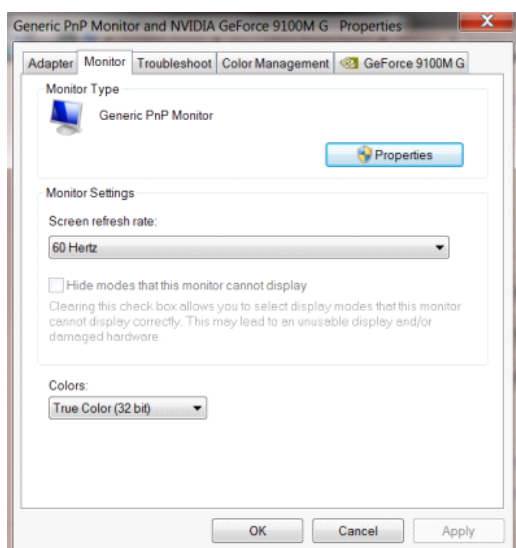 Generic PnP Monitor and NVIDIA GeForce 9100M G Properties
Adapter Monitor Troubleshoot Color Management GeForce 9100M G
Monitor Type
Generic PnP Monitor
Properties
Monitor Settings
Screen refresh rate:
60 Hertz
Hide modes that this monitor cannot display
Clearing this check box allows you to select display modes that this monitor
cannot display correctly. This may lead to an unusable display and/or
damaged hardware.
Colors:
True Color (32 bit)
OK Cancel Apply